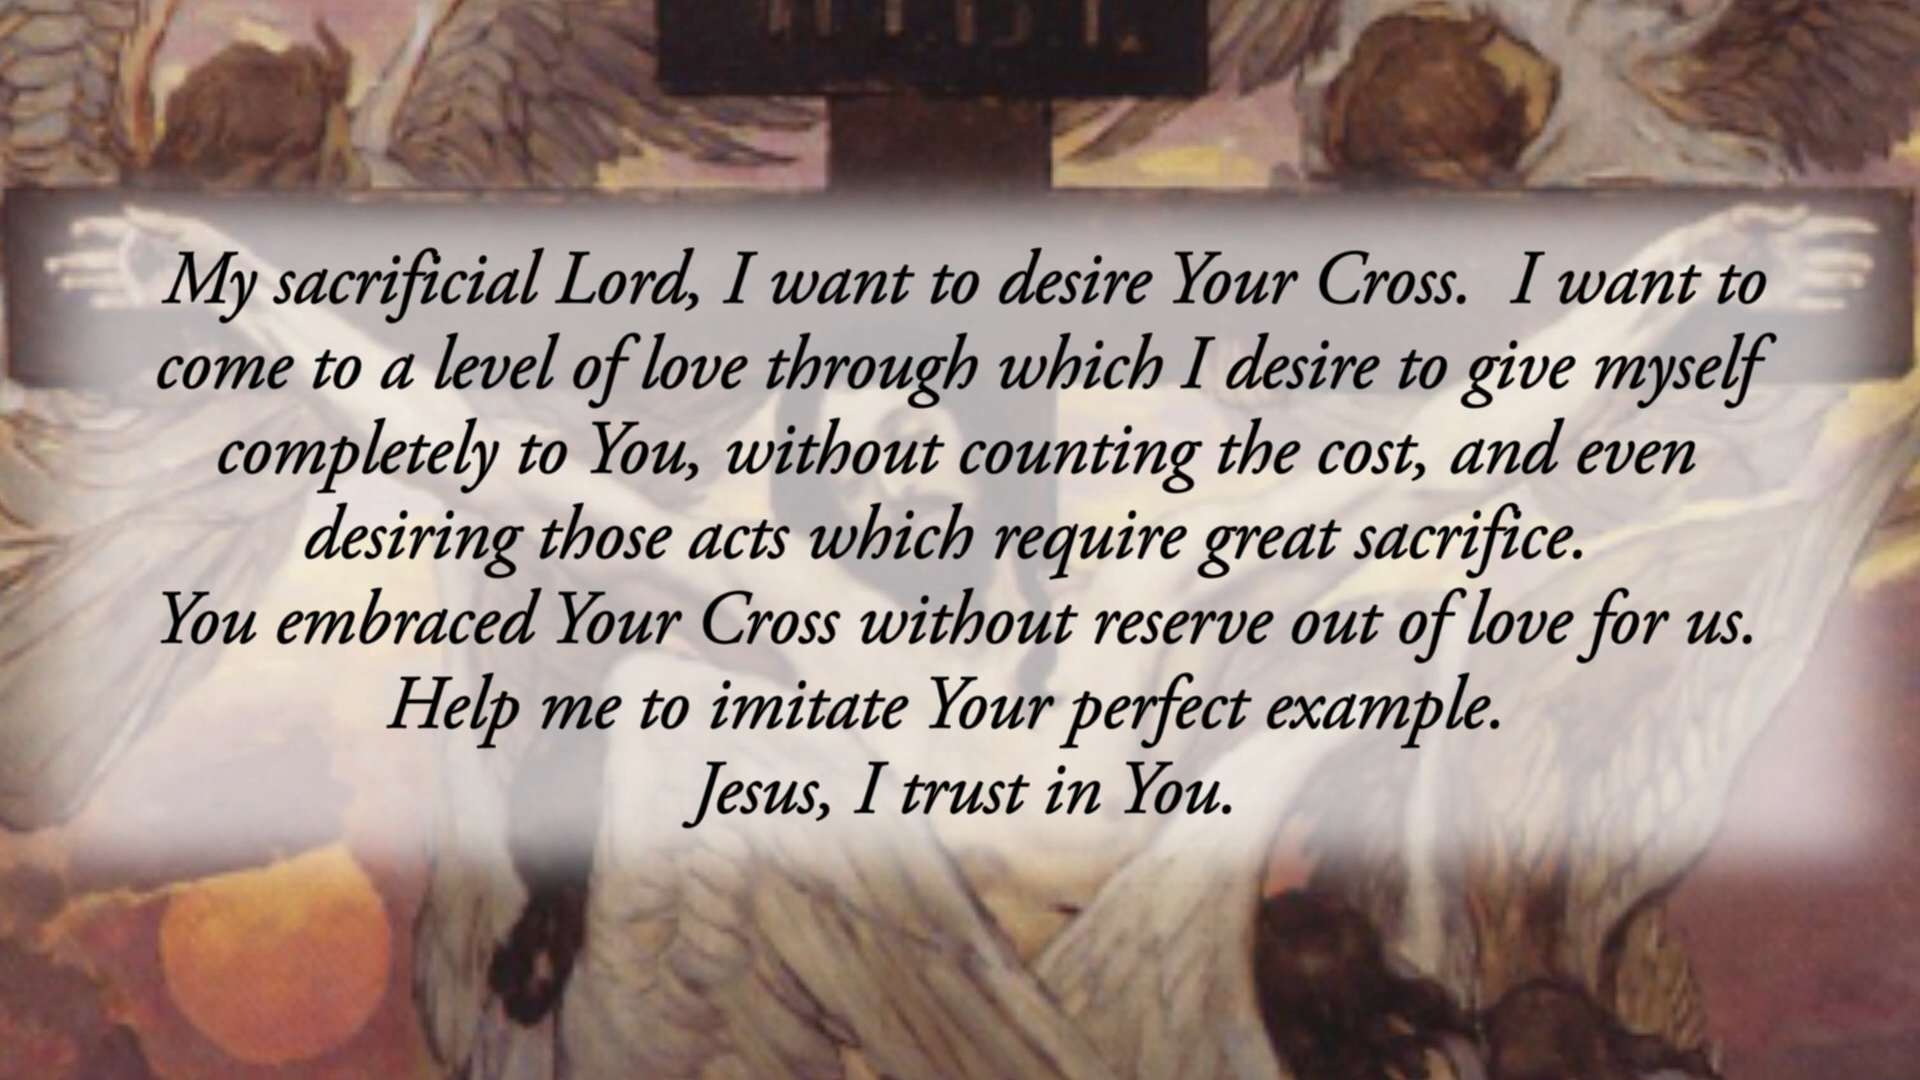 My sacrificial Lord, I want to desire Your Cross.  I want to
come to a level of love through which I desire to give myself
completely to You, without counting the cost, and even
desiring those acts which require great sacrifice.
You embraced Your Cross without reserve out of love for us.
Help me to imitate Your perfect example.
Jesus, I trust in You.